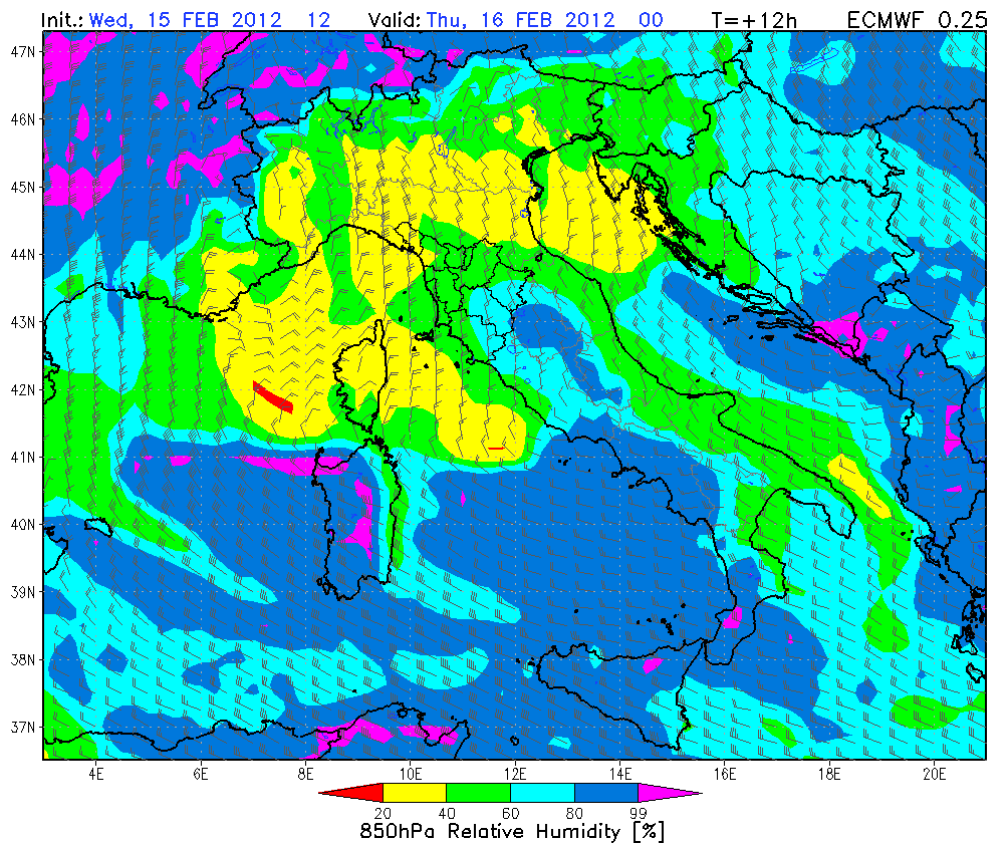 Init.: Wed, 15 FEB 2012 12 Valid: Thu, 16 FEB 2012 00 T=+12h ECMWF 0.25
47N
46N
45N
44N
43N
42N
41N
40N
39N
38N
37N
4E 6E 8E 10E 12E 14E 16E 18E 20E
20 40 60 80 99
850hPa Relative Humidity [%]